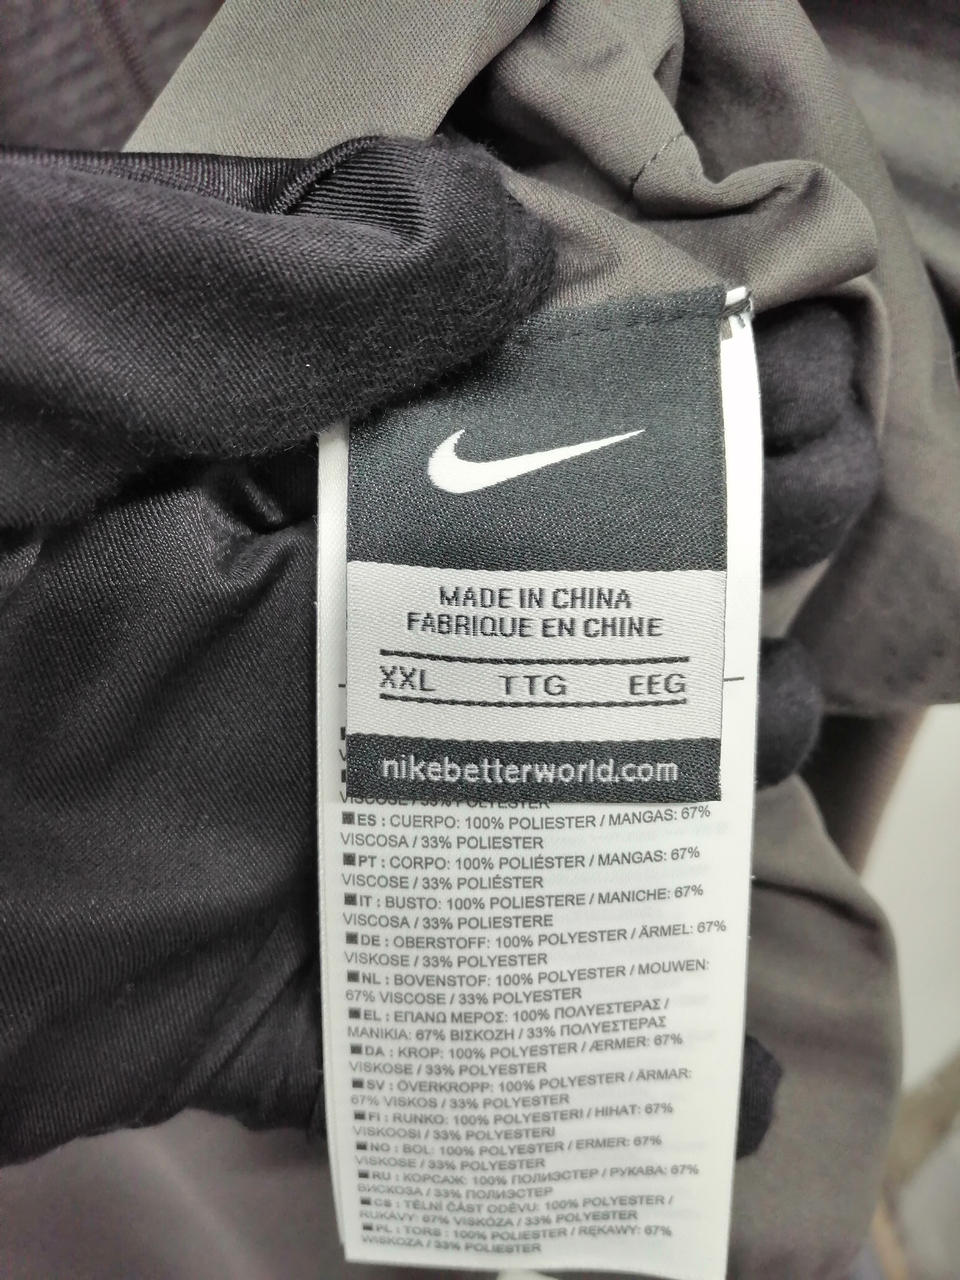 MADE IN CHINA
FABRIQUE EN CHINE
XXL TTG EEG
nikebetterworld.com
VISCOSE / 33% POLYESTER
ES : CUERPO: 100% POLIESTER / MANGAS: 67%
VISCOSA / 33% POLIESTER
PT : CORPO: 100% POLIÉSTER / MANGAS: 67%
VISCOSE / 33% POLIÉSTER
IT : BUSTO: 100% POLIESTERE / MANICHE: 67%
VISCOSA / 33% POLIESTERE
DE : OBERSTOFF: 100% POLYESTER / ÄRMEL: 67%
VISKOSE / 33% POLYESTER
NL : BOVENSTOF: 100% POLYESTER / MOUWEN:
67% VISCOSE / 33% POLYESTER
EL : ΕΠΑΝΩ ΜΕΡΟΣ: 100% ΠΟΛΥΕΣΤΕΡΑΣ /
ΜΑΝΙΚΙΑ: 67% ΒΙΣΚΟΖΗ / 33% ΠΟΛΥΕΣΤΕΡΑΣ
DA : KROP: 100% POLYESTER / ÆRMER: 67%
VISKOSE / 33% POLYESTER
SV : ÖVERKROPP: 100% POLYESTER / ÄRMAR:
67% VISKOS / 33% POLYESTER
FI : RUNKO: 100% POLYESTERI / HIHAT: 67%
VISKOOSI / 33% POLYESTERI
NO : BOL: 100% POLYESTER / ERMER: 67%
VISKOSE / 33% POLYESTER
RU : КОРСАЖ: 100% ПОЛИЭСТЕР / РУКАВА: 67%
ВИСКОЗА / 33% ПОЛИЭСТЕР
CS : TĚLNÍ ČÁST ODĚVU: 100% POLYESTER /
RUKÁVY: 67% VISKÓZA / 33% POLYESTER
PL : TORS : 100% POLIESTER / RĘKAWY: 67%
WISKOZA / 33% POLIESTER